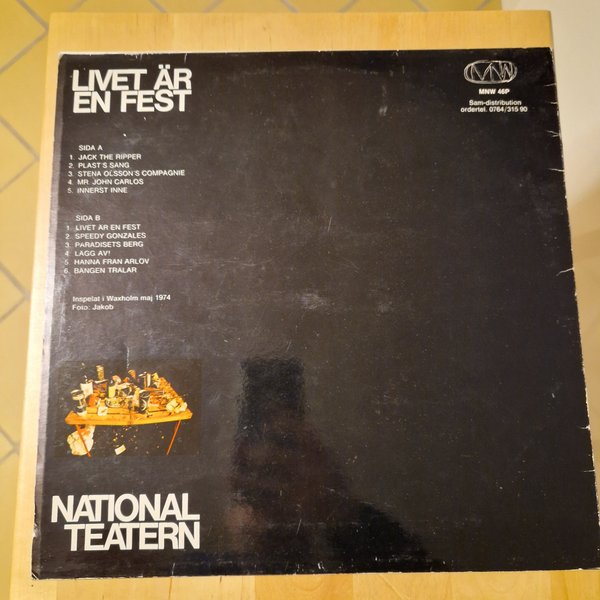 LIVET ÄR
EN FEST
MNW
MNW 46P
Sam-distribution
ordertel. 0764/315 90
SIDA A
1. JACK THE RIPPER
2. PLAST'S SÅNG
3. STENA OLSSON'S COMPAGNIE
4. MR. JOHN CARLOS
5. INNERST INNE
SIDA B
1. LIVET ÄR EN FEST
2. SPEEDY GONZALES
3. PARADISETS BERG
4. LÄGG AV!
5. HANNA FRÅN ARLÖV
6. BÄNGEN TRÅLAR
Inspelat i Waxholm maj 1974
Foto: Jakob
NATIONAL
TEATERN